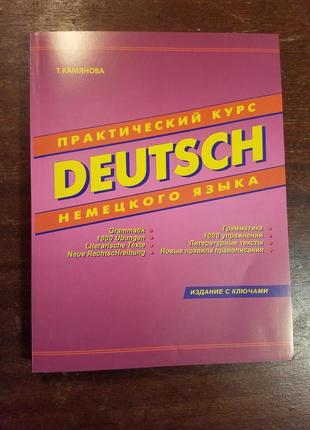 Т.КАМЯНОВА
ПРАКТИЧЕСКИЙ КУРС
DEUTSCH
НЕМЕЦКОГО ЯЗЫКА
Grammatik
1000 Übungen
Literarische Texte
Neue RechtscHreibung
Грамматика
1000 упражнений
Литературные тексты
Новые правила правописания
ИЗДАНИЕ С КЛЮЧАМИ